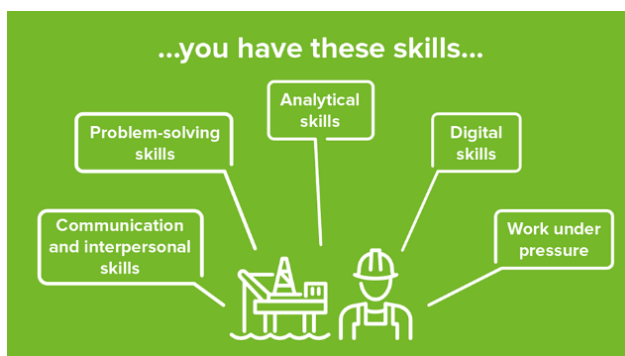 ...you have these skills...
Analytical
skills
Problem-solving
skills
Digital
skills
Communication
and interpersonal
skills
Work under
pressure